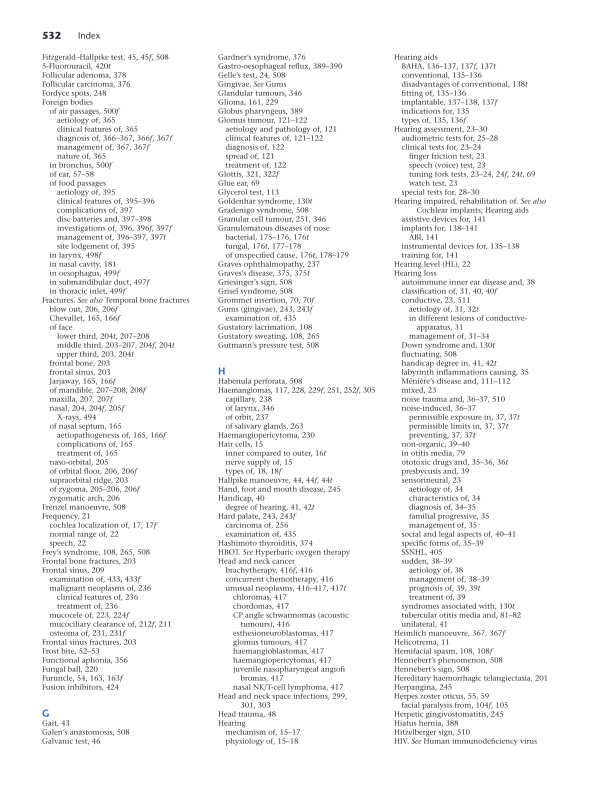 532 Index
Fitzgerald–Hallpike test, 45, 45f, 508
5-Fluorouracil, 420t
Follicular adenoma, 378
Follicular carcinoma, 376
Fordyce spots, 248
Foreign bodies
of air passages, 500f
aetiology of, 365
clinical features of, 365
diagnosis of, 366–367, 366f, 367f
management of, 367, 367f
nature of, 365
in bronchus, 500f
of ear, 57–58
of food passages
aetiology of, 395
clinical features of, 395–396
complications of, 397
disc batteries and, 397–398
investigations of, 396, 396f, 397f
management of, 396–397, 397t
site lodgement of, 395
in larynx, 498f
in nasal cavity, 181
in oesophagus, 499f
in submandibular duct, 497f
in thoracic inlet, 499f
Fractures. See also Temporal bone fractures
blow out, 206, 206f
Chevallet, 165, 166f
of face
lower third, 204t, 207–208
middle third, 203–207, 204f, 204t
upper third, 203, 204t
frontal bone, 203
frontal sinus, 203
Jarjaway, 165, 166f
of mandible, 207–208, 208f
maxilla, 207, 207f
nasal, 204, 204f, 205f
X-rays, 494
of nasal septum, 165
aetiopathogenesis of, 165, 166f
complications of, 165
treatment of, 165
naso-orbital, 205
of orbital floor, 206, 206f
supraorbital ridge, 203
of zygoma, 205–206, 206f
zygomatic arch, 206
Frenzel manoeuvre, 508
Frequency, 21
cochlea localization of, 17, 17f
normal range of, 22
speech, 22
Frey's syndrome, 108, 265, 508
Frontal bone fractures, 203
Frontal sinus, 209
examination of, 433, 433f
malignant neoplasms of, 236
clinical features of, 236
treatment of, 236
mucocele of, 223, 224f
mucociliary clearance of, 212f, 211
osteoma of, 231, 231f
Frontal sinus fractures, 203
Frost bite, 52–53
Functional aphonia, 356
Fungal ball, 220
Furuncle, 54, 163, 163f
Fusion inhibitors, 424
G
Gait, 43
Galen's anastomosis, 508
Galvanic test, 46
Gardner's syndrome, 376
Gastro-oesophageal reflux, 389–390
Gelle's test, 24, 508
Gingivae. See Gums
Glandular tumours, 346
Glioma, 161, 229
Globus pharyngeus, 389
Glomus tumour, 121–122
aetiology and pathology of, 121
clinical features of, 121–122
diagnosis of, 122
spread of, 121
treatment of, 122
Glottis, 321, 322f
Glue ear, 69
Glycerol test, 113
Goldenhar syndrome, 130t
Gradenigo syndrome, 508
Granular cell tumour, 251, 346
Granulomatous diseases of nose
bacterial, 175–176, 176t
fungal, 176t, 177–178
of unspecified cause, 176t, 178–179
Graves ophthalmopathy, 237
Graves's disease, 375, 375t
Griesinger's sign, 508
Grisel syndrome, 508
Grommet insertion, 70, 70f
Gums (gingivae), 243, 243f
examination of, 435
Gustatory lacrimation, 108
Gustatory sweating, 108, 265
Gutmann's pressure test, 508
H
Habenula perforata, 508
Haemangiomas, 117, 228, 229f, 251, 252f, 305
capillary, 238
of larynx, 346
of orbit, 237
of salivary glands, 263
Haemangiopericytoma, 230
Hair cells, 15
inner compared to outer, 16t
nerve supply of, 15
types of, 18, 18f
Hallpike manoeuvre, 44, 44f, 44t
Hand, foot and mouth disease, 245
Handicap, 40
degree of hearing, 41, 42t
Hard palate, 243, 243f
carcinoma of, 256
examination of, 435
Hashimoto thyroiditis, 374
HBOT. See Hyperbaric oxygen therapy
Head and neck cancer
brachytherapy, 416f, 416
concurrent chemotherapy, 416
unusual neoplasms, 416–417, 417t
chloromas, 417
chordomas, 417
CP angle schwannomas (acoustic
tumours), 416
esthesioneuroblastomas, 417
glomus tumours, 417
haemangioblastomas, 417
haemangiopericytomas, 417
juvenile nasopharyngeal angiofi
bromas, 417
nasal NK/T-cell lymphoma, 417
Head and neck space infections, 299,
301, 303
Head trauma, 48
Hearing
mechanism of, 15–17
physiology of, 15–18
Hearing aids
BAHA, 136–137, 137f, 137t
conventional, 135–136
disadvantages of conventional, 138t
fitting of, 135–136
implantable, 137–138, 137f
indications for, 135
types of, 135, 136f
Hearing assessment, 23–30
audiometric tests for, 25–28
clinical tests for, 23–24
finger friction test, 23
speech (voice) test, 23
tuning fork tests, 23–24, 24f, 24t, 69
watch test, 23
special tests for, 28–30
Hearing impaired, rehabilitation of. See also
Cochlear implants; Hearing aids
assistive devices for, 141
implants for, 138–141
ABI, 141
instrumental devices for, 135–138
training for, 141
Hearing level (HL), 22
Hearing loss
autoimmune inner ear disease and, 38
classification of, 31, 40, 40f
conductive, 23, 511
aetiology of, 31, 32t
in different lesions of conductive-
apparatus, 31
management of, 31–34
Down syndrome and, 130t
fluctuating, 508
handicap degree in, 41, 42t
labyrinth inflammations causing, 35
Ménière's disease and, 111–112
mixed, 23
noise trauma and, 36–37, 510
noise-induced, 36–37
permissible exposure in, 37, 37t
permissible limits in, 37, 37t
preventing, 37, 37t
non-organic, 39–40
in otitis media, 79
ototoxic drugs and, 35–36, 36t
presbycusis and, 39
sensorineural, 23
aetiology of, 34
characteristics of, 34
diagnosis of, 34–35
familial progressive, 35
management of, 35
social and legal aspects of, 40–41
specific forms of, 35–39
SSNHL, 405
sudden, 38–39
aetiology of, 38
management of, 38–39
prognosis of, 39, 39t
treatment of, 39
syndromes associated with, 130t
tubercular otitis media and, 81–82
unilateral, 41
Heimlich manoeuvre, 367, 367f
Helicotrema, 11
Hemifacial spasm, 108, 108f
Hennebert's phenomenon, 508
Hennebert's sign, 508
Hereditary haemorrhagic telangiectasia, 201
Herpangina, 245
Herpes zoster oticus, 55, 59
facial paralysis from, 104f, 105
Herpetic gingivostomatitis, 245
Hiatus hernia, 388
Hitzelberger sign, 510
HIV. See Human immunodeficiency virus